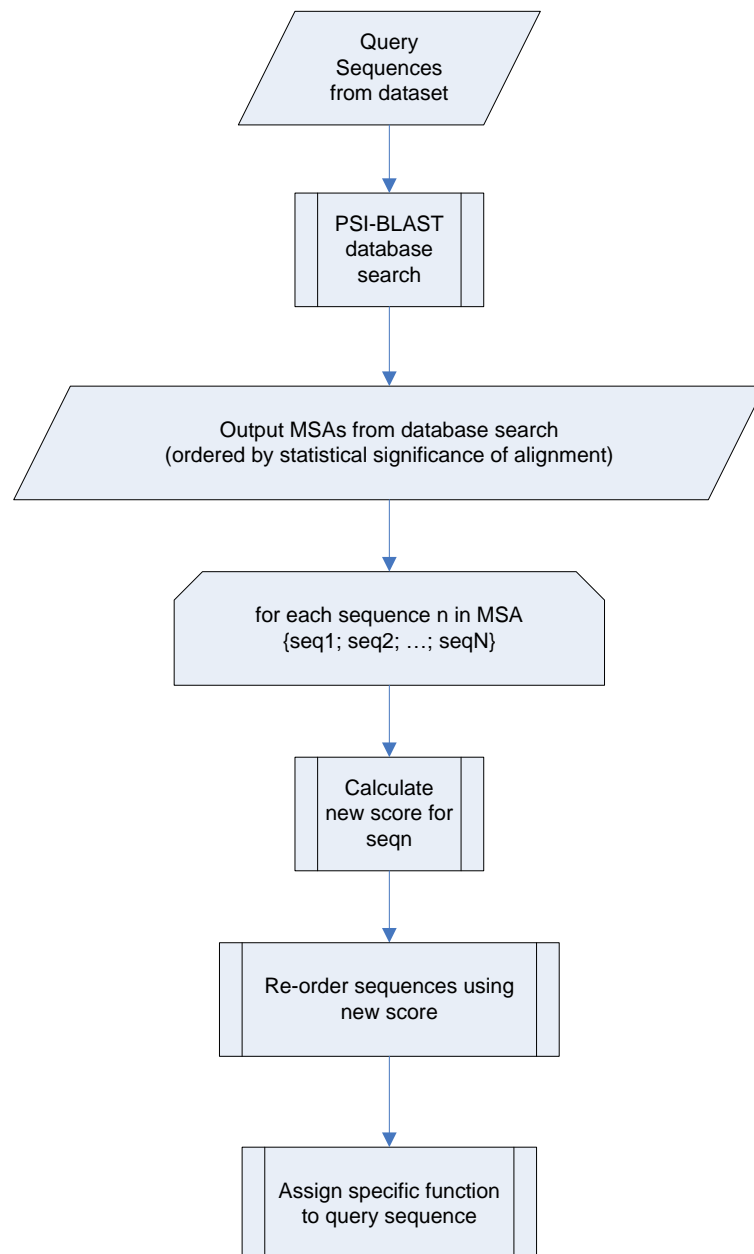 Query
Sequences
from dataset
PSI-BLAST
database
search
Output MSAs from database search
(ordered by statistical significance of alignment)
for each sequence n in MSA
{seq1; seq2; …; seqN}
Calculate
new score for
seqn
Re-order sequences using
new score
Assign specific function
to query sequence